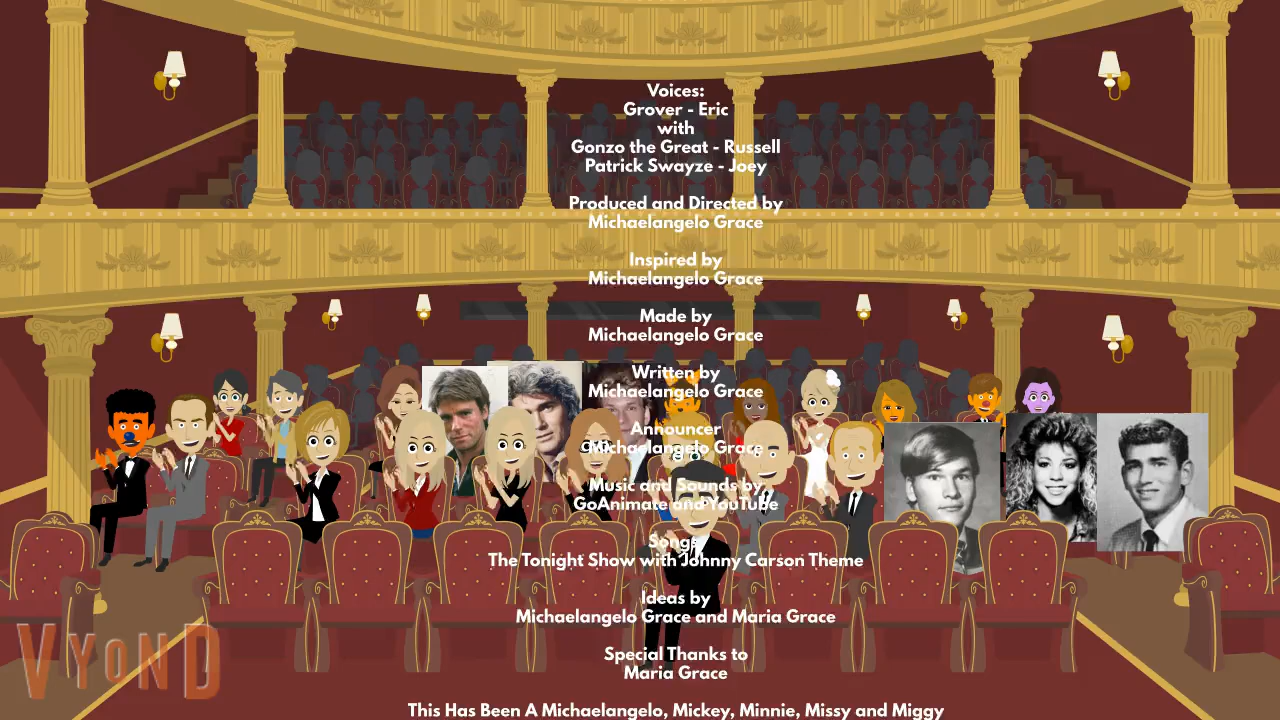 Voices:
Grover - Eric
with
Gonzo the Great - Russell
Patrick Swayze - Joey
Produced and Directed by
Michaelangelo Grace
Inspired by
Michaelangelo Grace
Made by
Michaelangelo Grace
Written by
Michaelangelo Grace
Announcer
Michaelangelo Grace
Music and Sounds by
GoAnimate and YouTube
Songs
The Tonight Show with Johnny Carson Theme
Ideas by
Michaelangelo Grace and Maria Grace
Special Thanks to
Maria Grace
This Has Been A Michaelangelo, Mickey, Minnie, Missy and Miggy
VYOND